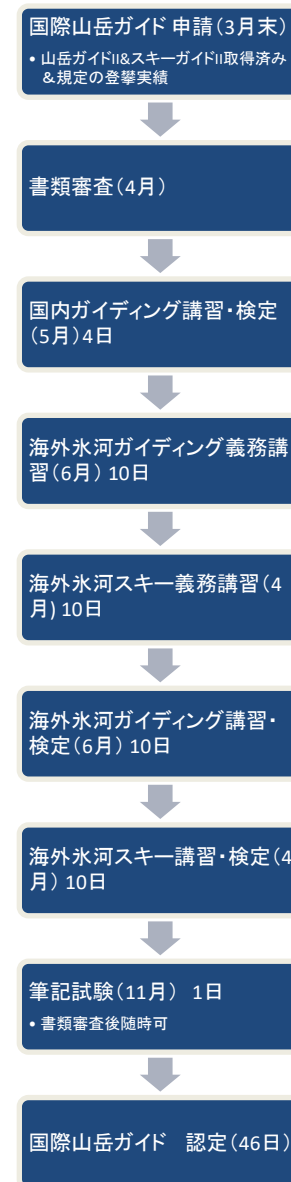 国際山岳ガイド 申請（3月末）
• 山岳ガイドII&スキーガイドII取得済み
＆規定の登攀実績
書類審査（4月）
国内ガイディング講習・検定
（5月）4日
海外氷河ガイディング義務講
習（6月） 10日
海外氷河スキー義務講習（4
月) 10日
海外氷河ガイディング講習・
検定（6月） 10日
海外氷河スキー講習・検定（4
月） 10日
筆記試験（11月） 1日
• 書類審査後随時可
国際山岳ガイド　認定（46日）